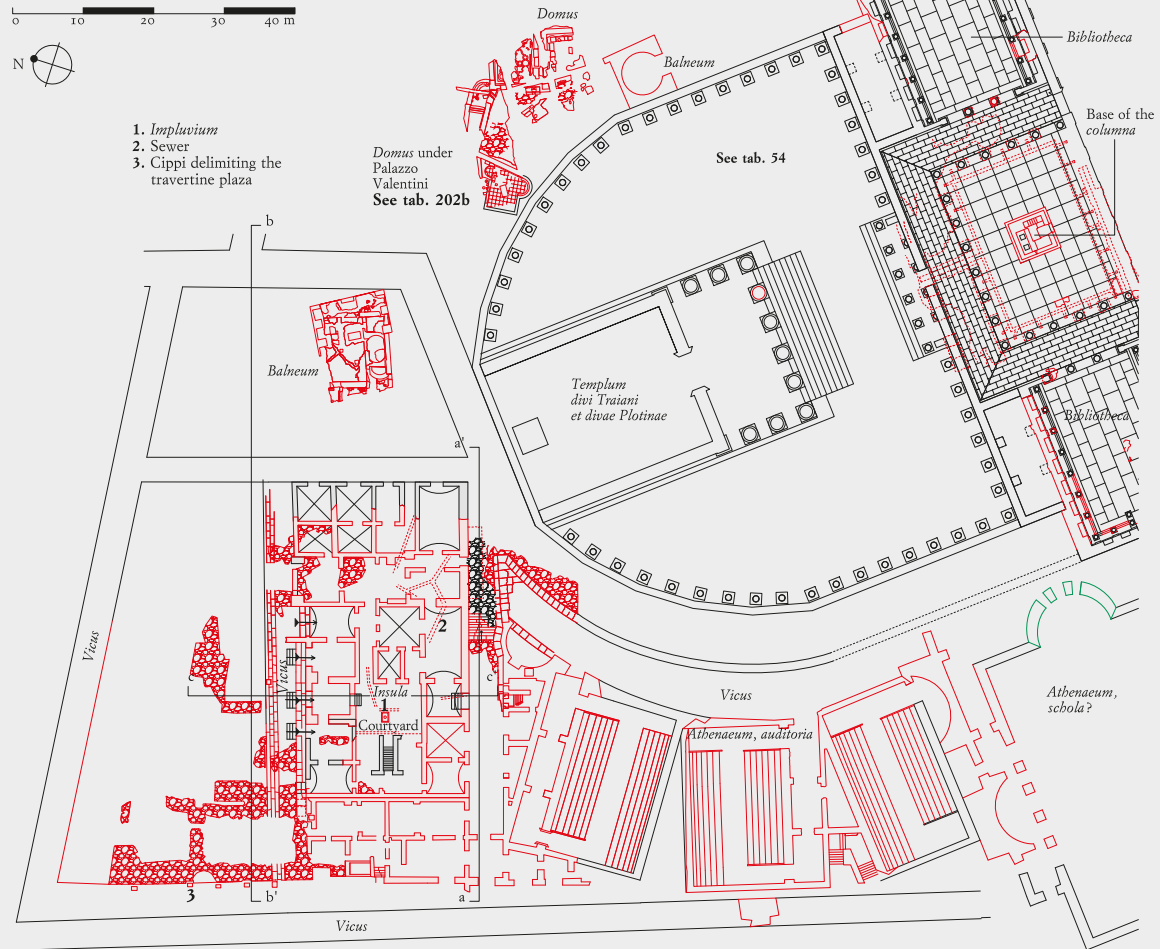 0 10 20 30 40 m
N
1. Impluvium
2. Sewer
3. Cippi delimiting the
travertine plaza
Domus
Balneum
Domus under
Palazzo
Valentini
See tab. 202b
See tab. 54
Bibliotheca
Base of the
columna
b
Balneum
Templum
divi Traiani
et divae Plotinae
Bibliotheca
a'
2
Vicus
Vicus
c'
c'
Insula
1
Courtyard
Vicus
Athenaeum, auditoria
Athenaeum,
schola?
3
b'
a
Vicus